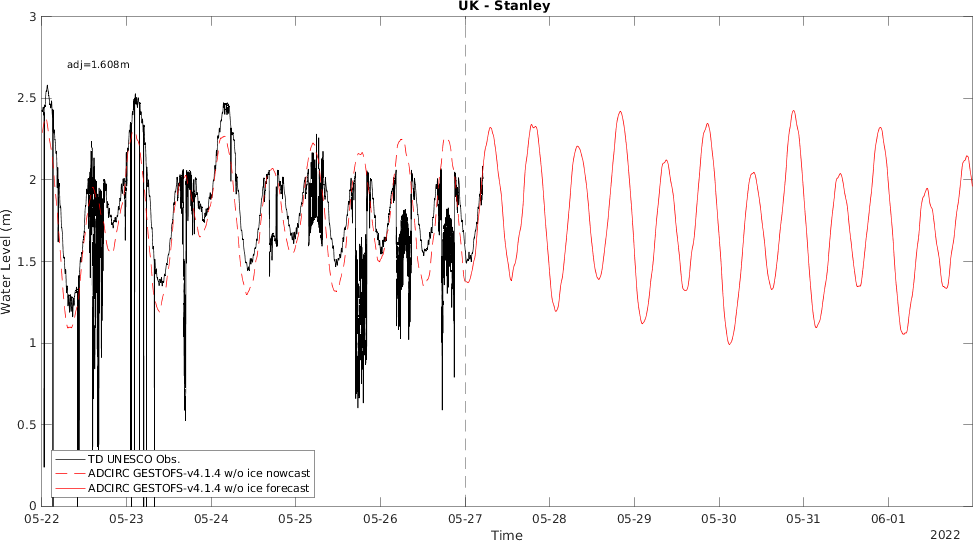 UK - Stanley
adj=1.608m
3
2.5
2
1.5
1
0.5
0
Water Level (m)
TD UNESCO Obs.
ADCIRC GESTOFS-v4.1.4 w/o ice nowcast
ADCIRC GESTOFS-v4.1.4 w/o ice forecast
05-22 05-23 05-24 05-25 05-26 05-27 05-28 05-29 05-30 05-31 06-01
Time
2022